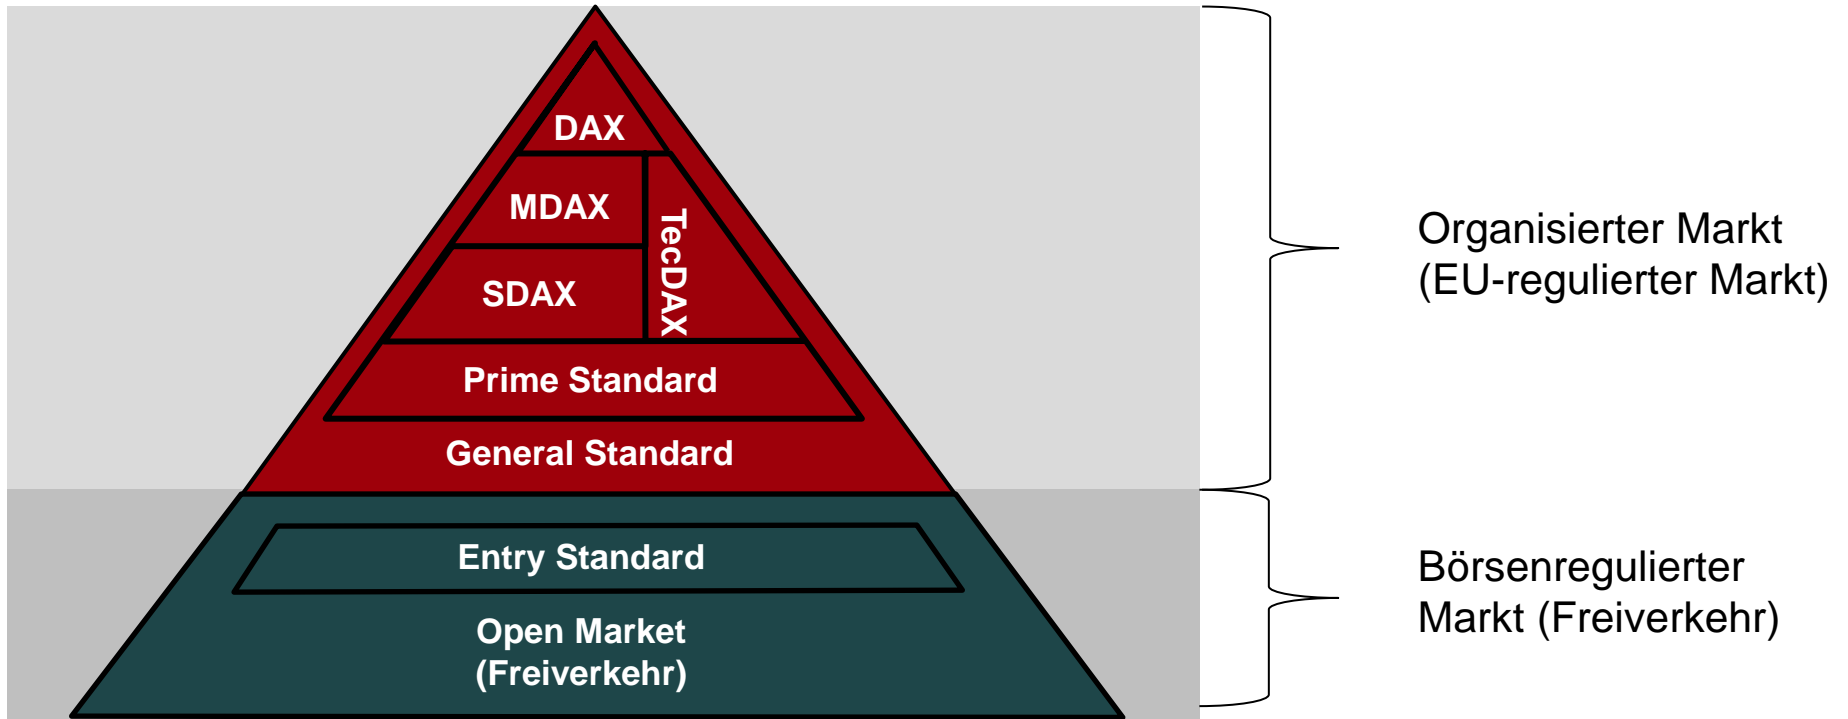 DAX
MDAX
TecDAX
SDAX
Prime Standard
General Standard
Entry Standard
Open Market
(Freiverkehr)
Organisierter Markt
(EU-regulierter Markt)
Börsenregulierter
Markt (Freiverkehr)